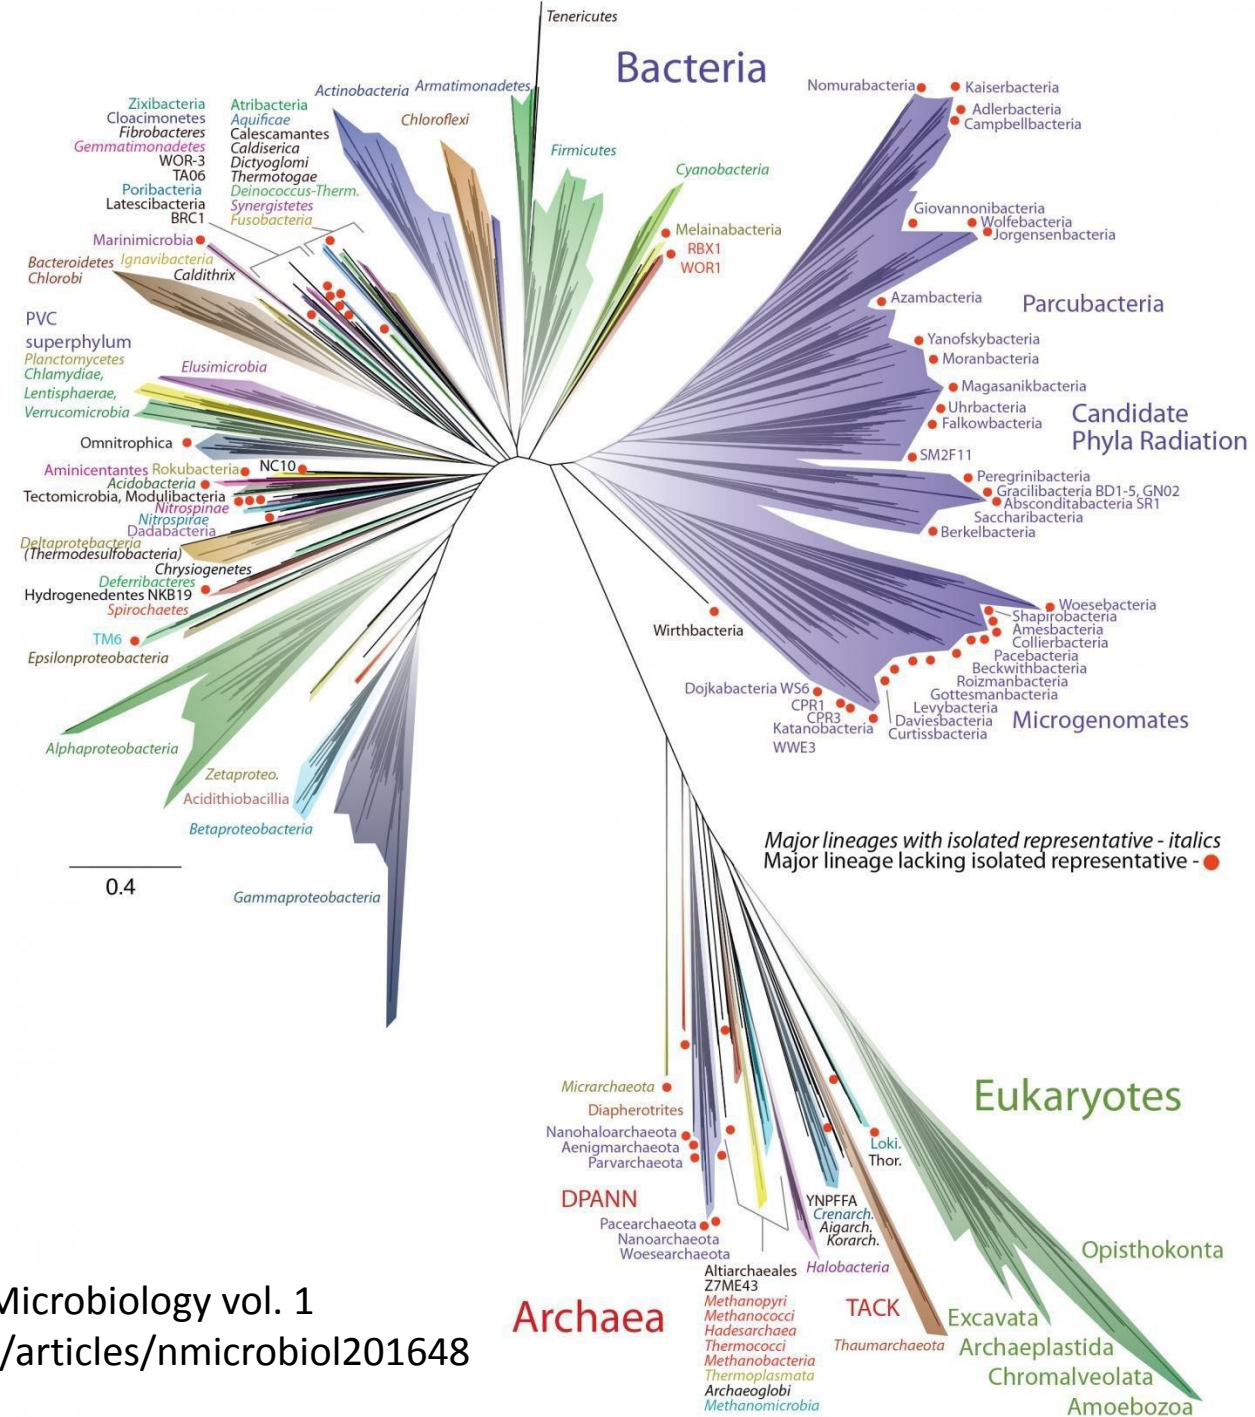 Tenericutes
Bacteria
Actinobacteria
Armatimonadetes
Nomurabacteria
Kaiserbacteria
Adlerbacteria
Campbellbacteria
Zixibacteria
Cloacimonetes
Fibrobacteres
Gemmatimonadetes
WOR-3
TA06
Poribacteria
Latescibacteria
BRC1
Atribacteria
Aquificae
Calescamantes
Caldiserica
Dictyoglomi
Thermotogae
Deinococcus-Therm.
Synergistetes
Fusobacteria
Chloroflexi
Firmicutes
Cyanobacteria
Giovannonibacteria
Wolfebacteria
Jorgensenbacteria
Melainabacteria
RBX1
WOR1
Marinimicrobia
Bacteroidetes
Chlorobi
Ignavibacteria
Caldithrix
Azambacteria
Parcubacteria
PVC
superphylum
Planctomycetes
Chlamydiae,
Lentisphaerae,
Verrucomicrobia
Elusimicrobia
Yanofskybacteria
Moranbacteria
Magasanikbacteria
Uhrbacteria
Falkowbacteria
Candidate
Phyla Radiation
SM2F11
Omnitrophica
Aminicentantes
Rokubacteria
NC10
Acidobacteria
Tectomicrobia, Modulibacteria
Nitrospinae
Nitrospirae
Dadabacteria
Deltaprotebacteria
(Thermodesulfobacteria)
Chrysiogenetes
Deferribacteres
Hydrogenedentes NKB19
Spirochaetes
TM6
Epsilonproteobacteria
Peregrinibacteria
Gracilibacteria BD1-5, GN02
Absconditabacteria SR1
Saccharibacteria
Berkelbacteria
Woesebacteria
Shapirobacteria
Amesbacteria
Collierbacteria
Pacebacteria
Beckwithbacteria
Roizmanbacteria
Gottesmanbacteria
Levybacteria
Daviesbacteria
Curtissbacteria
Microgenomates
Wirthbacteria
Dojkabacteria WS6
CPR1
CPR3
Katanobacteria
WWE3
Alphaproteobacteria
Zetaproteo.
Acidithiobacillia
Betaproteobacteria
0.4
Gammaproteobacteria
Major lineages with isolated representative - italics
Major lineage lacking isolated representative -
Micrarchaeota
Diapherotrites
Nanohaloarchaeota
Aenigmarchaeota
Parvarchaeota
DPANN
Pacearchaeota
Nanoarchaeota
Woesearchaeota
Eukaryotes
Loki.
Thor.
YNPFFA
Crenarch.
Aigarch.
Korarch.
Halobacteria
Altiarchaeales
Z7ME43
Methanopyri
Methanococci
Hadesarchaea
Thermococci
Methanobacteria
Thermoplasmata
Archaeoglobi
Methanomicrobia
Archaea
TACK
Thaumarchaeota
Opisthokonta
Excavata
Archaeplastida
Chromalveolata
Amoebozoa
Microbiology vol. 1
/articles/nmicrobiol201648